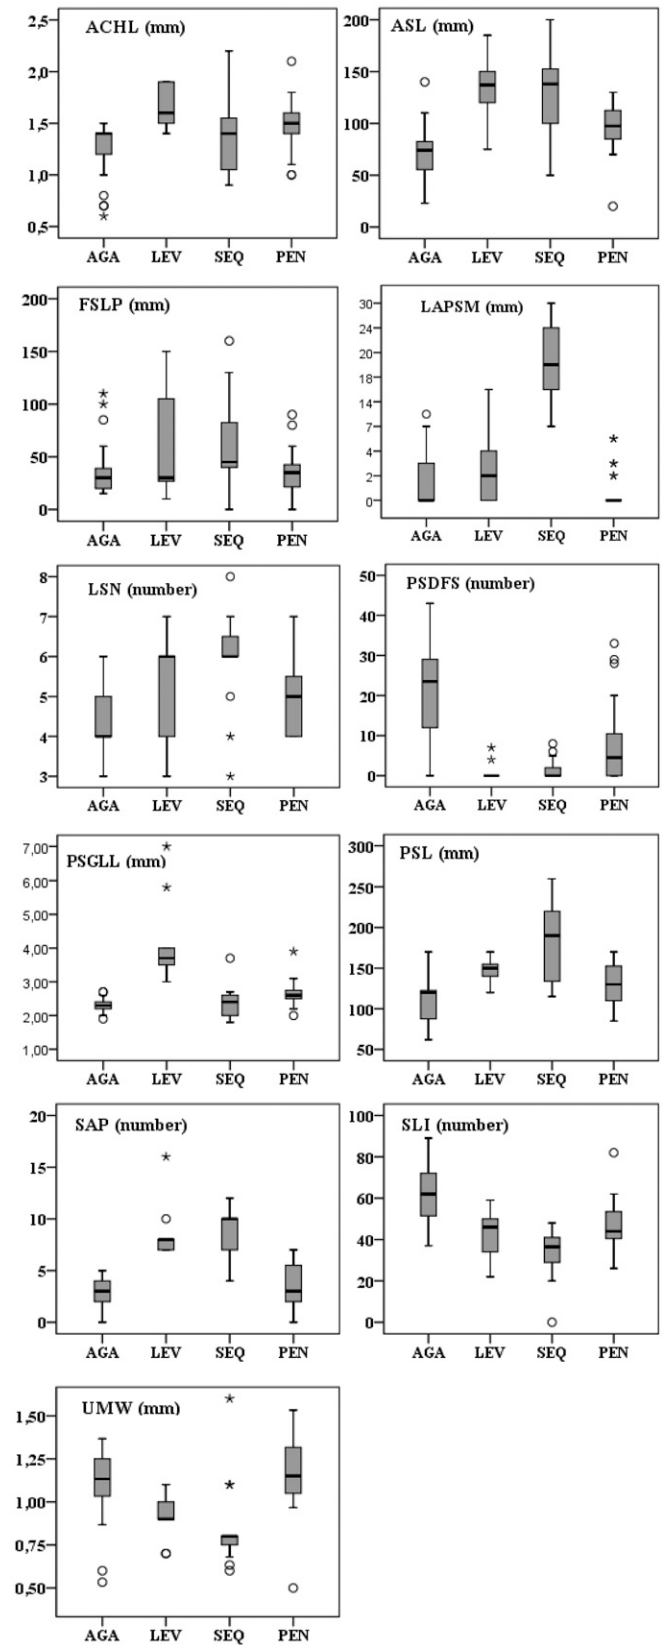 ACHL (mm)
2,5
2,0
1,5
1,0
0,5
AGA LEV SEQ PEN
ASL (mm)
200
150
100
50
0
AGA LEV SEQ PEN
FSLP (mm)
200
150
100
50
0
AGA LEV SEQ PEN
LAPSM (mm)
30
24
20
18
14
7
4
2
0
AGA LEV SEQ PEN
LSN (number)
8
7
6
5
4
3
AGA LEV SEQ PEN
PSDFS (number)
50
40
30
20
10
0
AGA LEV SEQ PEN
PSGLL (mm)
7,00
6,00
5,00
4,00
3,00
2,00
1,00
AGA LEV SEQ PEN
PSL (mm)
300
250
200
150
100
50
AGA LEV SEQ PEN
SAP (number)
20
15
10
5
0
AGA LEV SEQ PEN
SLI (number)
100
80
60
40
20
0
AGA LEV SEQ PEN
UMW (mm)
1,50
1,25
1,00
0,75
0,50
AGA LEV SEQ PEN